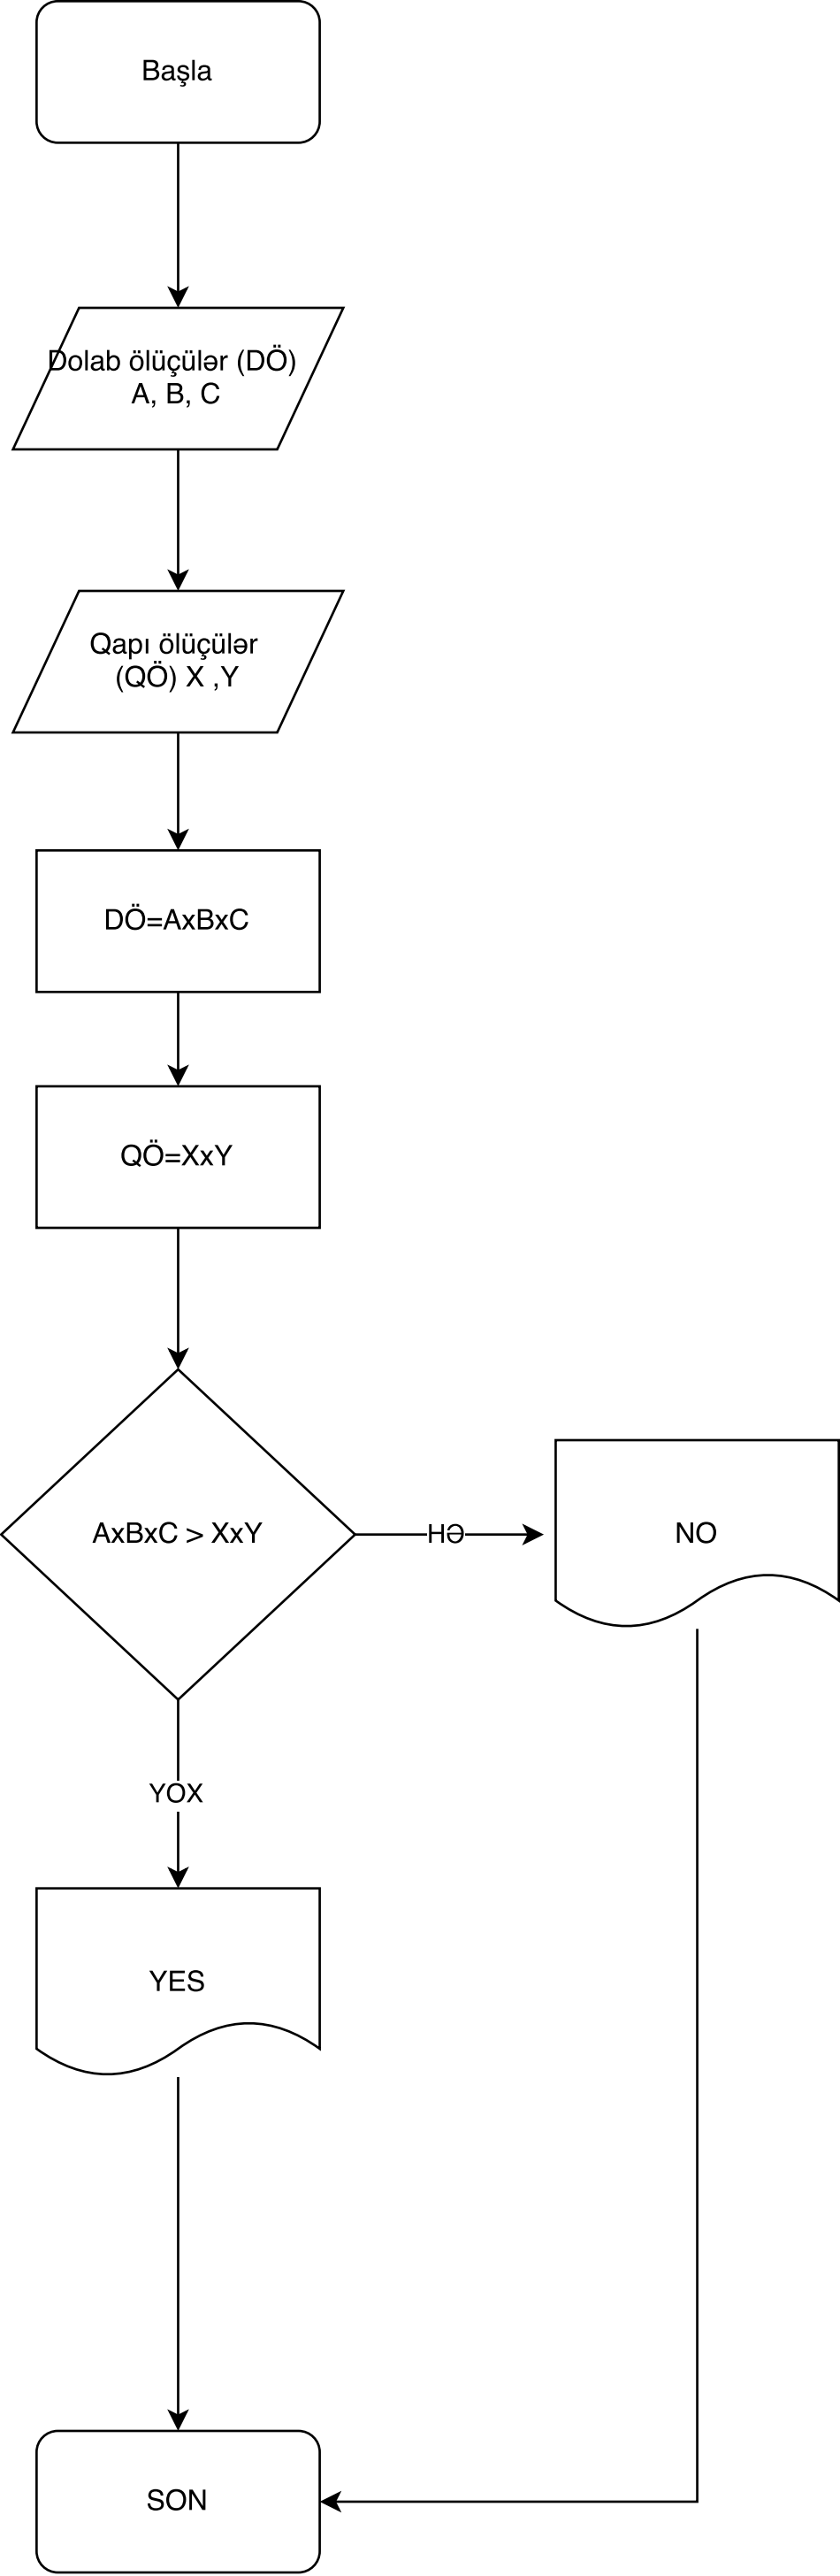 Başla
Dolab ölüçülər (DÖ)
A, B, C
Qapı ölüçülər
(QÖ) X ,Y
DÖ=AxBxC
QÖ=XxY
AxBxC > XxY
HƏ
NO
YOX
YES
SON